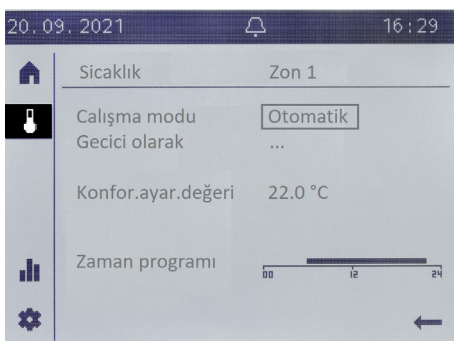 20.09.2021 16:29
Sicaklık Zon 1
Calışma modu Otomatik
Gecici olarak ...
Konfor.ayar.değeri 22.0 °C
Zaman programı
00 12 24